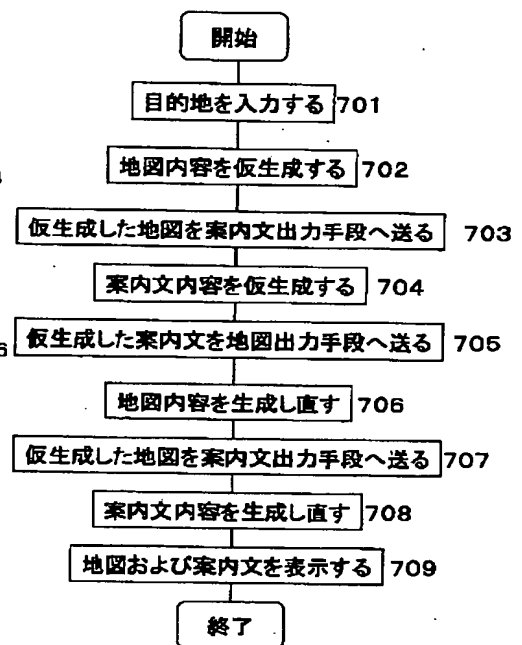 開始
目的地を入力する 701
地図内容を仮生成する 702
仮生成した地図を案内文出力手段へ送る 703
案内文内容を仮生成する 704
仮生成した案内文を地図出力手段へ送る 705
地図内容を生成し直す 706
仮生成した地図を案内文出力手段へ送る 707
案内文内容を生成し直す 708
地図および案内文を表示する 709
終了